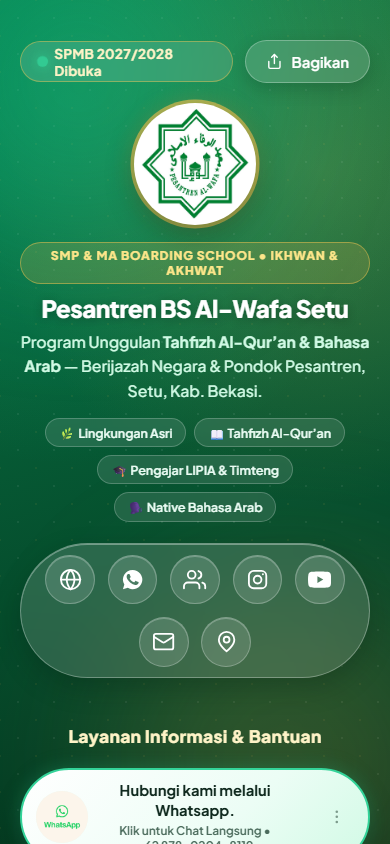 SPMB 2027/2028
Dibuka
Bagikan
معهد الوفاء الإسلامي
PESANTREN AL-WAFA
SMP & MA BOARDING SCHOOL ● IKHWAN &
AKHWAT
Pesantren BS Al-Wafa Setu
Program Unggulan Tahfizh Al-Qur'an & Bahasa
Arab — Berijazah Negara & Pondok Pesantren,
Setu, Kab. Bekasi.
Lingkungan Asri
Tahfizh Al-Qur'an
Pengajar LIPIA & Timteng
Native Bahasa Arab
Layanan Informasi & Bantuan
Hubungi kami melalui
Whatsapp.
WhatsApp
Klik untuk Chat Langsung ●